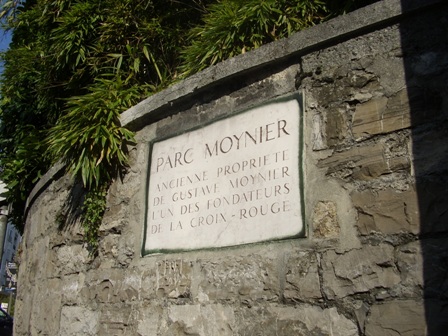 PARC MOYNIER
ANCIENNE PROPRIETE
DE GUSTAVE MOYNIER
L'UN DES FONDATEURS
DE LA CROIX-ROUGE